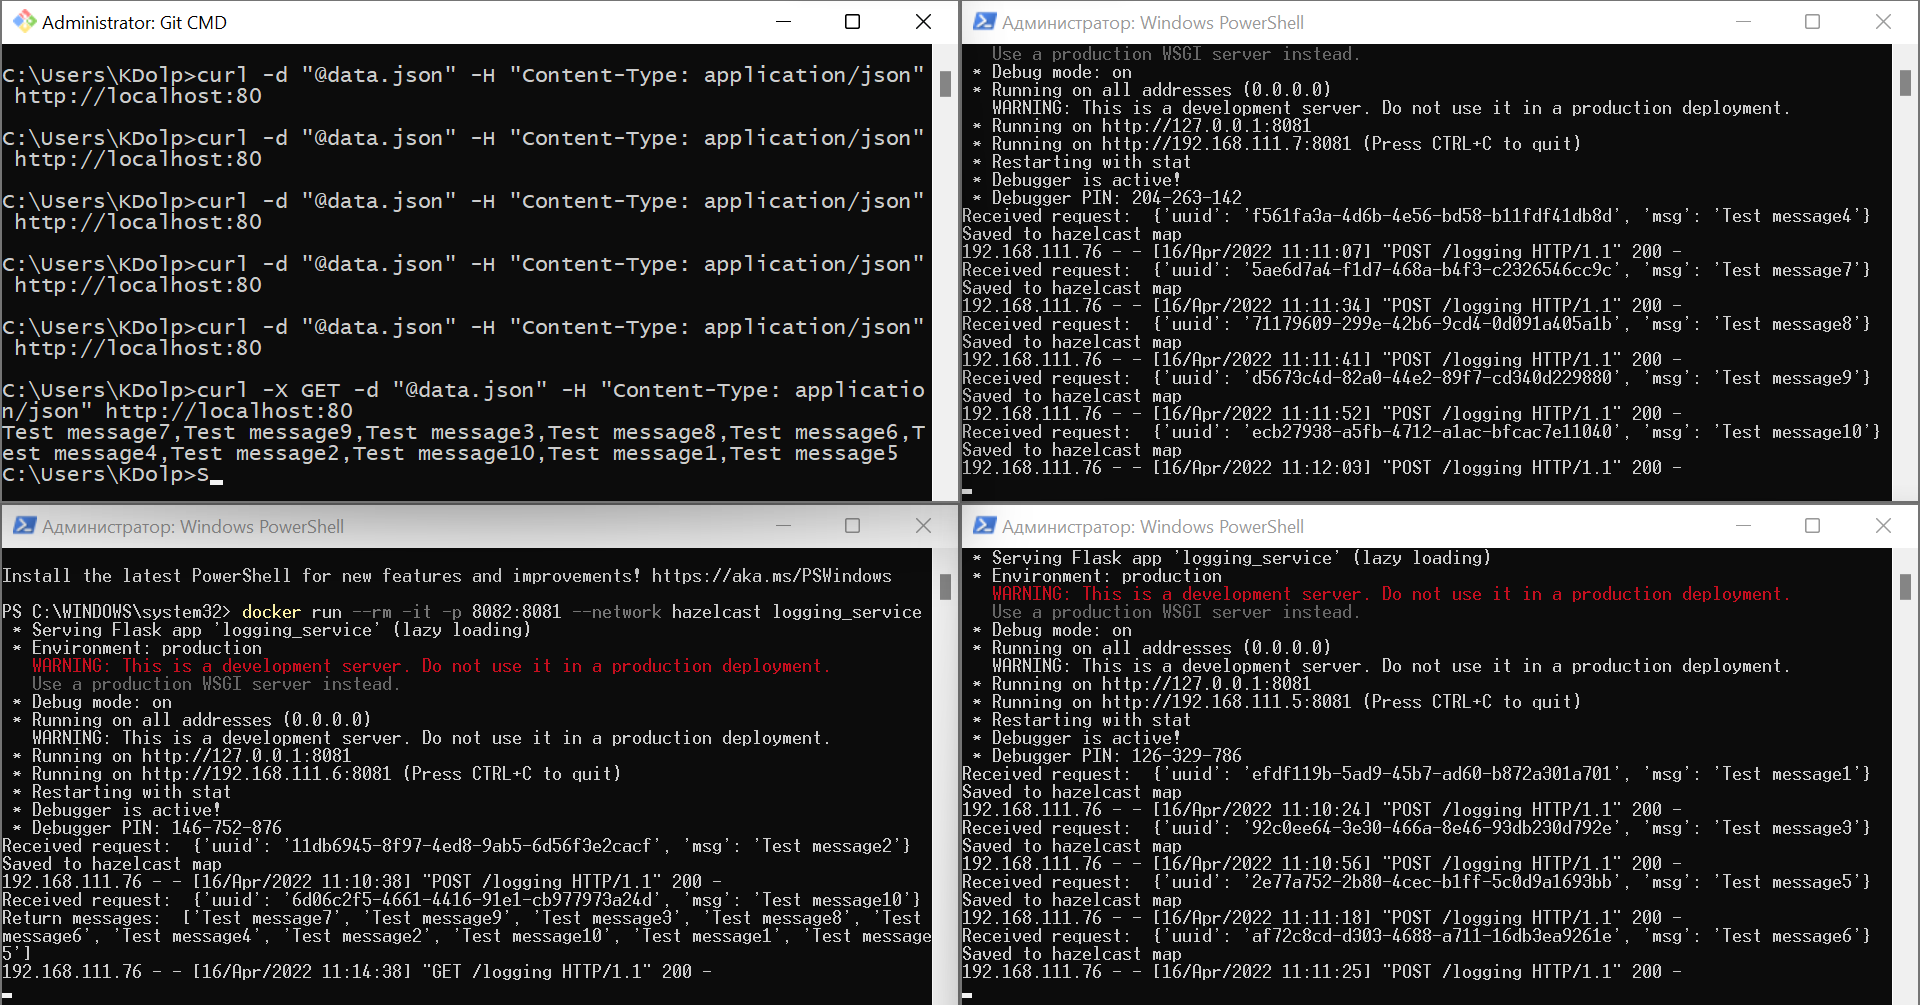 Administrator: Git CMD
C:\Users\KDolp>curl -d "@data.json" -H "Content-Type: application/json"
http://localhost:80
C:\Users\KDolp>curl -d "@data.json" -H "Content-Type: application/json"
http://localhost:80
C:\Users\KDolp>curl -d "@data.json" -H "Content-Type: application/json"
http://localhost:80
C:\Users\KDolp>curl -d "@data.json" -H "Content-Type: application/json"
http://localhost:80
C:\Users\KDolp>curl -d "@data.json" -H "Content-Type: application/json"
http://localhost:80
C:\Users\KDolp>curl -X GET -d "@data.json" -H "Content-Type: applicatio
n/json" http://localhost:80
Test message7,Test message9,Test message3,Test message8,Test message6,T
est message4,Test message2,Test message10,Test message1,Test message5
C:\Users\KDolp>S
Администратор: Windows PowerShell
Use a production WSGI server instead.
* Debug mode: on
* Running on all addresses (0.0.0.0)
WARNING: This is a development server. Do not use it in a production deployment.
* Running on http://127.0.0.1:8081
* Running on http://192.168.111.7:8081 (Press CTRL+C to quit)
* Restarting with stat
* Debugger is active!
* Debugger PIN: 204-263-142
Received request:  {'uuid': 'f561fa3a-4d6b-4e56-bd58-b11fdf41db8d', 'msg': 'Test message4'}
Saved to hazelcast map
192.168.111.76 - - [16/Apr/2022 11:11:07] "POST /logging HTTP/1.1" 200 -
Received request:  {'uuid': '5ae6d7a4-f1d7-468a-b4f3-c2326546cc9c', 'msg': 'Test message7'}
Saved to hazelcast map
192.168.111.76 - - [16/Apr/2022 11:11:34] "POST /logging HTTP/1.1" 200 -
Received request:  {'uuid': '71179609-299e-42b6-9cd4-0d091a405a1b', 'msg': 'Test message8'}
Saved to hazelcast map
192.168.111.76 - - [16/Apr/2022 11:11:41] "POST /logging HTTP/1.1" 200 -
Received request:  {'uuid': 'd5673c4d-82a0-44e2-89f7-cd340d229880', 'msg': 'Test message9'}
Saved to hazelcast map
192.168.111.76 - - [16/Apr/2022 11:11:52] "POST /logging HTTP/1.1" 200 -
Received request:  {'uuid': 'ecb27938-a5fb-4712-a1ac-bfcac7e11040', 'msg': 'Test message10'}
Saved to hazelcast map
192.168.111.76 - - [16/Apr/2022 11:12:03] "POST /logging HTTP/1.1" 200 -
Администратор: Windows PowerShell
Install the latest PowerShell for new features and improvements! https://aka.ms/PSWindows
PS C:\WINDOWS\system32> docker run --rm -it -p 8082:8081 --network hazelcast logging_service
* Serving Flask app 'logging_service' (lazy loading)
* Environment: production
WARNING: This is a development server. Do not use it in a production deployment.
Use a production WSGI server instead.
* Debug mode: on
* Running on all addresses (0.0.0.0)
WARNING: This is a development server. Do not use it in a production deployment.
* Running on http://127.0.0.1:8081
* Running on http://192.168.111.6:8081 (Press CTRL+C to quit)
* Restarting with stat
* Debugger is active!
* Debugger PIN: 146-752-876
Received request:  {'uuid': '11db6945-8f97-4ed8-9ab5-6d56f3e2cacf', 'msg': 'Test message2'}
Saved to hazelcast map
192.168.111.76 - - [16/Apr/2022 11:10:38] "POST /logging HTTP/1.1" 200 -
Received request:  {'uuid': '6d06c2f5-4661-4416-91e1-cb977973a24d', 'msg': 'Test message10'}
Return messages:  ['Test message7', 'Test message9', 'Test message3', 'Test message8', 'Test
message6', 'Test message4', 'Test message2', 'Test message10', 'Test message1', 'Test message
5']
192.168.111.76 - - [16/Apr/2022 11:14:38] "GET /logging HTTP/1.1" 200 -
Администратор: Windows PowerShell
* Serving Flask app 'logging_service' (lazy loading)
* Environment: production
WARNING: This is a development server. Do not use it in a production deployment.
Use a production WSGI server instead.
* Debug mode: on
* Running on all addresses (0.0.0.0)
WARNING: This is a development server. Do not use it in a production deployment.
* Running on http://127.0.0.1:8081
* Running on http://192.168.111.5:8081 (Press CTRL+C to quit)
* Restarting with stat
* Debugger is active!
* Debugger PIN: 126-329-786
Received request:  {'uuid': 'efdf119b-5ad9-45b7-ad60-b872a301a701', 'msg': 'Test message1'}
Saved to hazelcast map
192.168.111.76 - - [16/Apr/2022 11:10:24] "POST /logging HTTP/1.1" 200 -
Received request:  {'uuid': '92c0ee64-3e30-466a-8e46-93db230d792e', 'msg': 'Test message3'}
Saved to hazelcast map
192.168.111.76 - - [16/Apr/2022 11:10:56] "POST /logging HTTP/1.1" 200 -
Received request:  {'uuid': '2e77a752-2b80-4cec-b1ff-5c0d9a1693bb', 'msg': 'Test message5'}
Saved to hazelcast map
192.168.111.76 - - [16/Apr/2022 11:11:18] "POST /logging HTTP/1.1" 200 -
Received request:  {'uuid': 'af72c8cd-d303-4688-a711-16db3ea9261e', 'msg': 'Test message6'}
Saved to hazelcast map
192.168.111.76 - - [16/Apr/2022 11:11:25] "POST /logging HTTP/1.1" 200 -